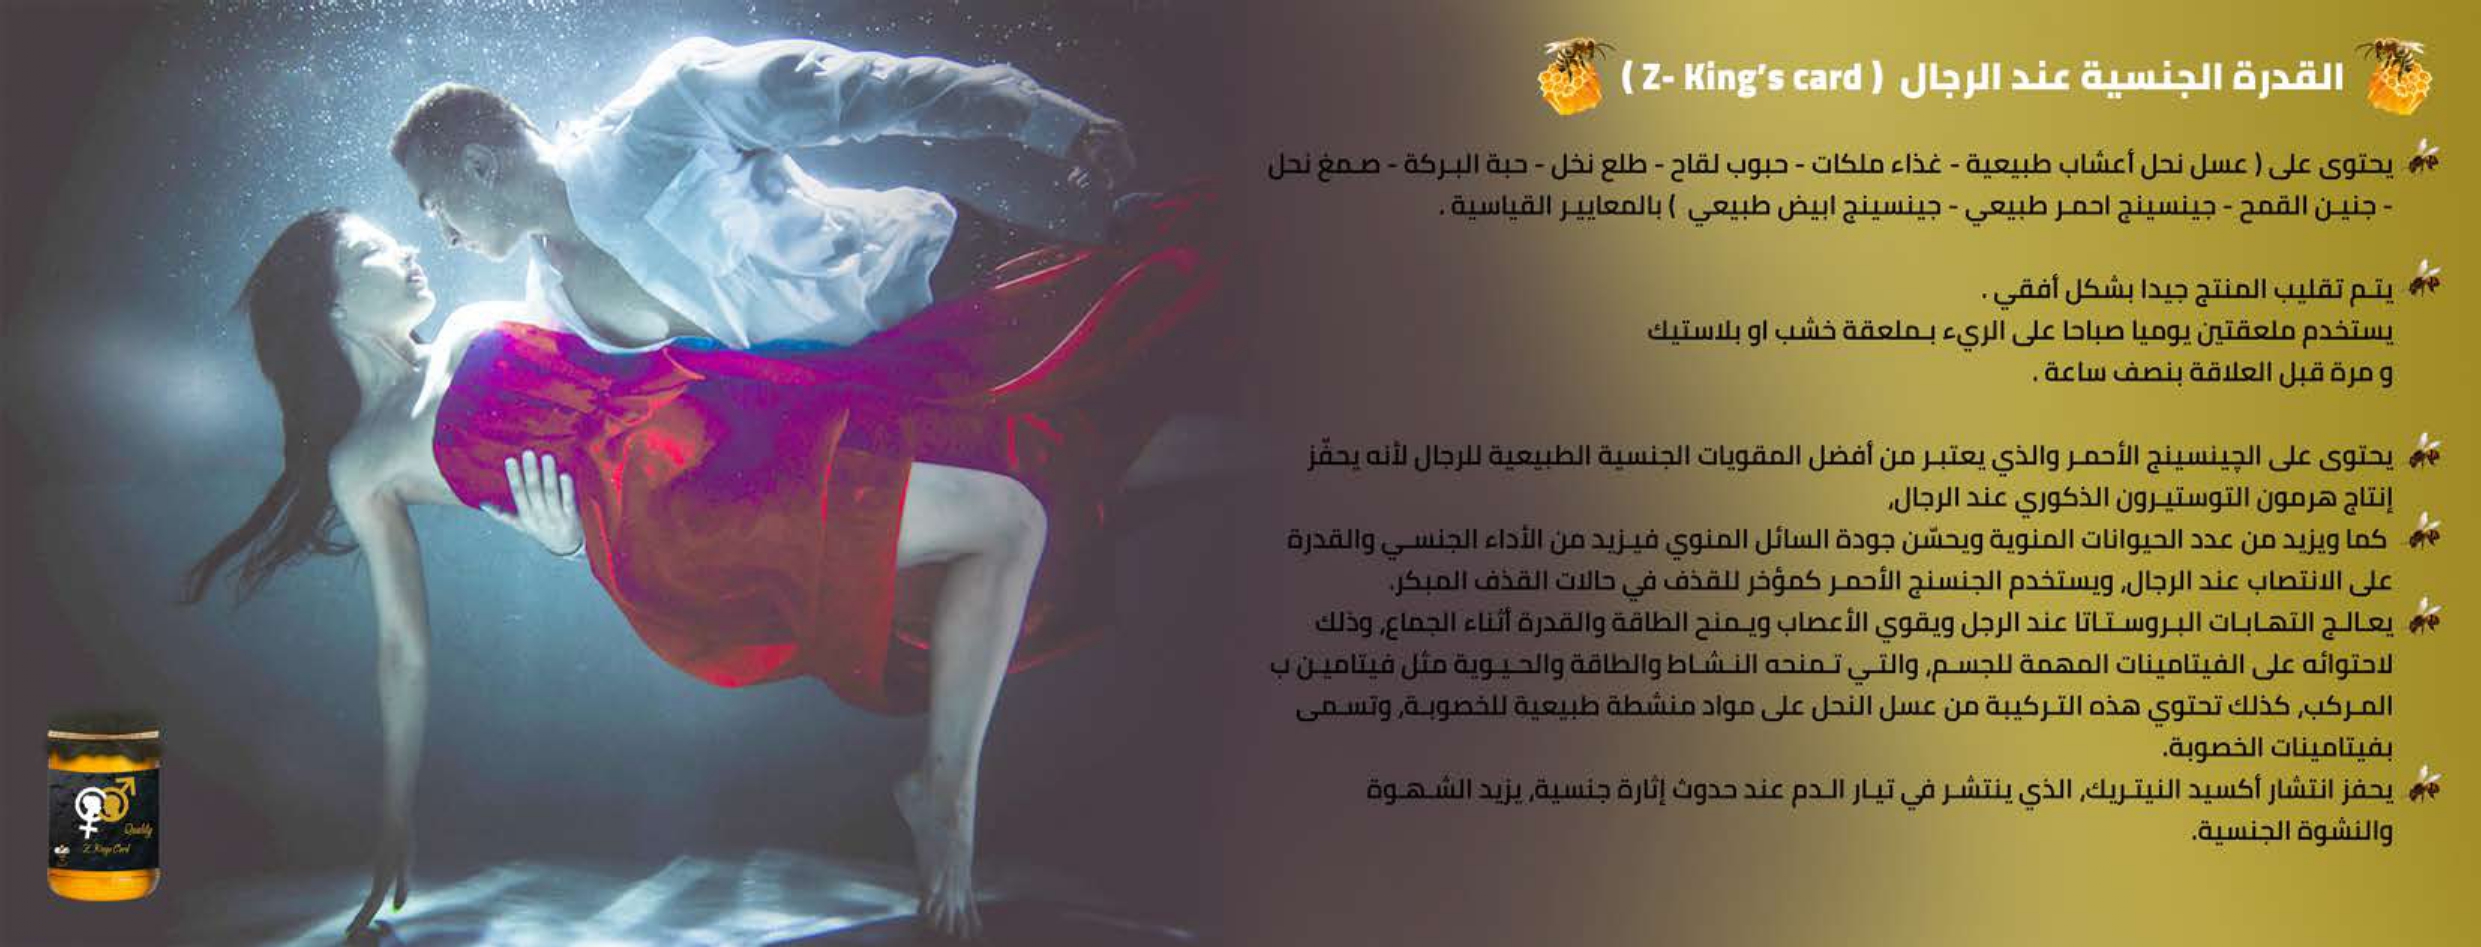 القدرة الجنسية عند الرجال ( Z- King's card )
يحتوى على ( عسل نحل أعشاب طبيعية - غذاء ملكات - حبوب لقاح - طلع نخل - حبة البركة - صمغ نحل
- جنين القمح - جينسينج احمر طبيعي - جينسينج ابيض طبيعي ) بالمعايير القياسية .
يتم تقليب المنتج جيدا بشكل أفقي .
يستخدم ملعقتين يوميا صباحا على الريء بملعقة خشب او بلاستيك
و مرة قبل العلاقة بنصف ساعة .
يحتوى على الچينسينج الأحمر والذي يعتبر من أفضل المقويات الجنسية الطبيعية للرجال لأنه يحفّز
إنتاج هرمون التوستيرون الذكوري عند الرجال,
كما ويزيد من عدد الحيوانات المنوية ويحسّن جودة السائل المنوي فيزيد من الأداء الجنسي والقدرة
على الانتصاب عند الرجال, ويستخدم الجنسنج الأحمر كمؤخر للقذف في حالات القذف المبكر.
يعالج التهابات البروستاتا عند الرجل ويقوي الأعصاب ويمنح الطاقة والقدرة أثناء الجماع, وذلك
لاحتوائه على الفيتامينات المهمة للجسم, والتي تمنحه النشاط والطاقة والحيوية مثل فيتامين ب
المركب, كذلك تحتوي هذه التركيبة من عسل النحل على مواد منشطة طبيعية للخصوبة, وتسمى
بفيتامينات الخصوبة.
يحفز انتشار أكسيد النيتريك, الذي ينتشر في تيار الدم عند حدوث إثارة جنسية, يزيد الشهوة
والنشوة الجنسية.
Quality
Z Kings Card